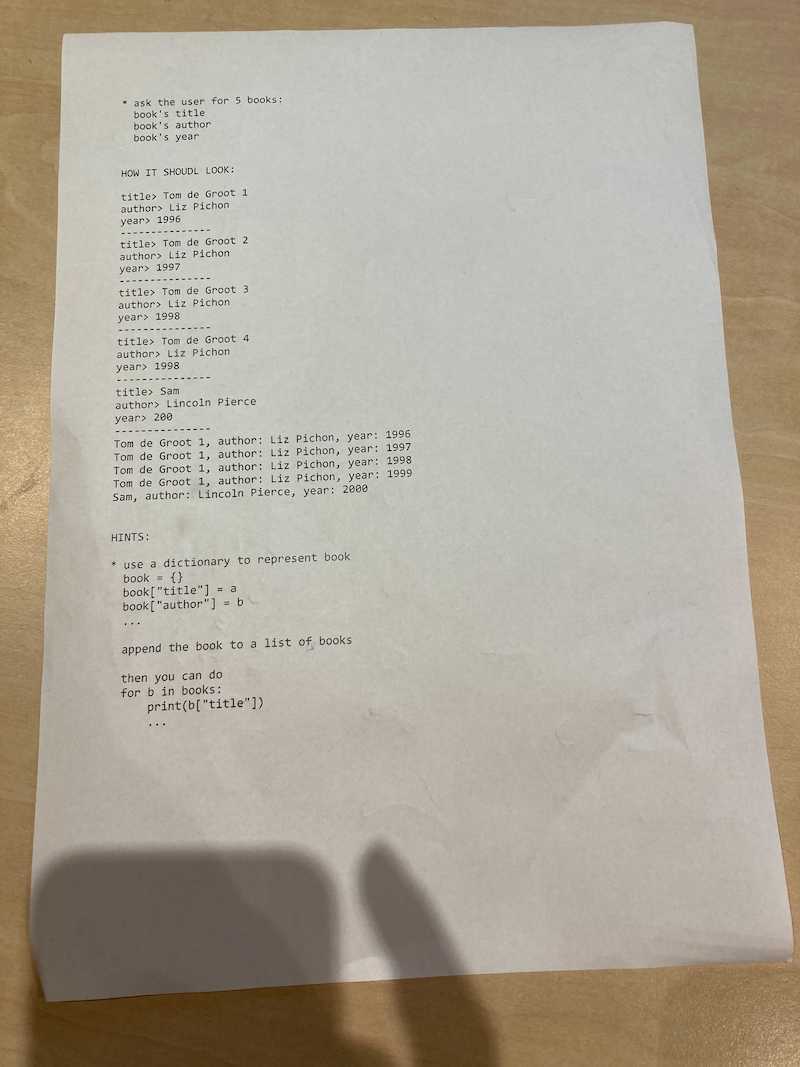 * ask the user for 5 books:
book's title
book's author
book's year
HOW IT SHOUDL LOOK:
title> Tom de Groot 1
author> Liz Pichon
year> 1996
---------------
title> Tom de Groot 2
author> Liz Pichon
year> 1997
---------------
title> Tom de Groot 3
author> Liz Pichon
year> 1998
---------------
title> Tom de Groot 4
author> Liz Pichon
year> 1998
---------------
title> Sam
author> Lincoln Pierce
year> 200
---------------
Tom de Groot 1, author: Liz Pichon, year: 1996
Tom de Groot 1, author: Liz Pichon, year: 1997
Tom de Groot 1, author: Liz Pichon, year: 1998
Tom de Groot 1, author: Liz Pichon, year: 1999
Sam, author: Lincoln Pierce, year: 2000
HINTS:
* use a dictionary to represent book
book = {}
book["title"] = a
book["author"] = b
...
append the book to a list of books
then you can do
for b in books:
print(b["title"])
...